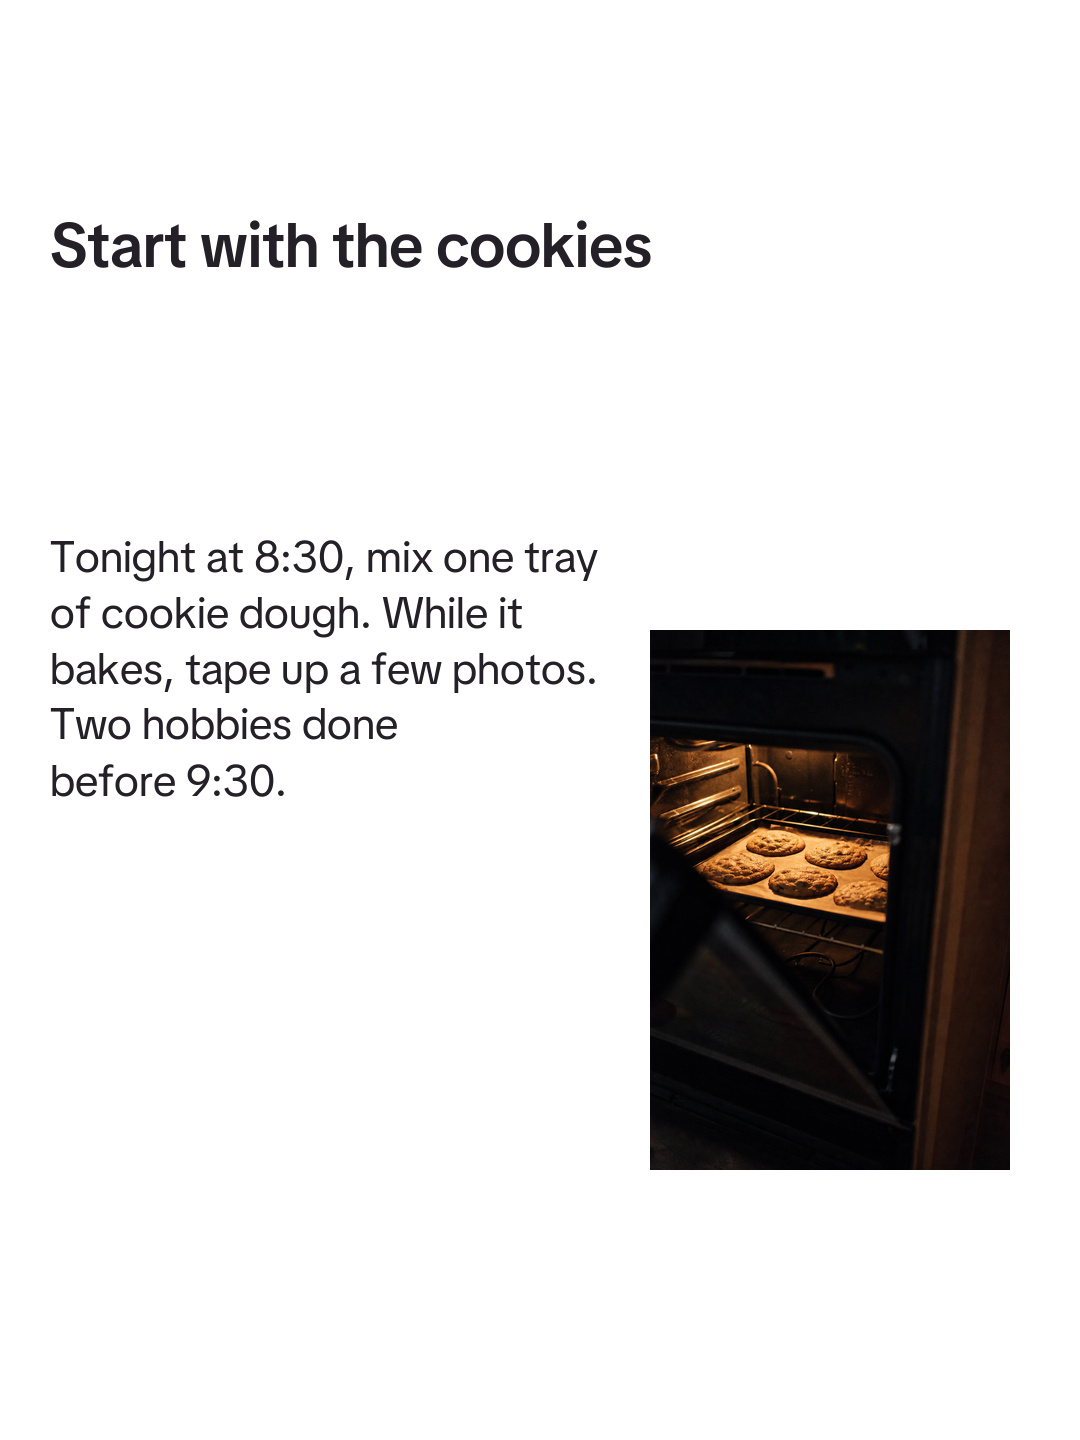 Start with the cookies
Tonight at 8:30, mix one tray
of cookie dough. While it
bakes, tape up a few photos.
Two hobbies done
before 9:30.